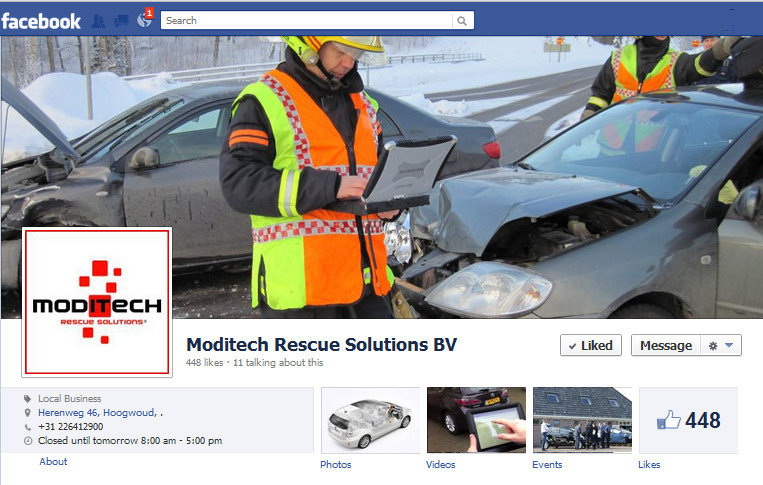 facebook
1
Search
MODITECH
RESCUE SOLUTIONS®
Moditech Rescue Solutions BV
448 likes · 11 talking about this
Liked
Message
Local Business
Herenweg 46, Hoogwoud, .
+31 226412900
Closed until tomorrow 8:00 am - 5:00 pm
About
Photos
Videos
Events
448
Likes